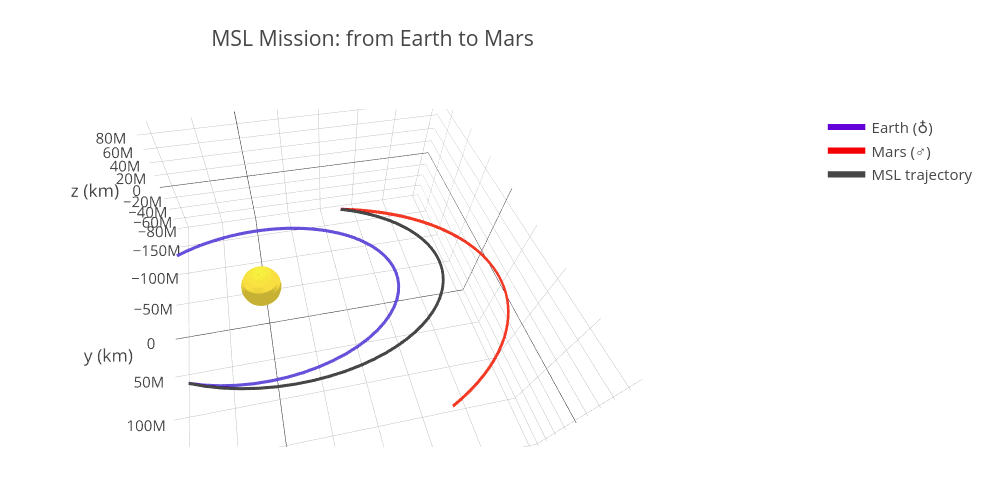 MSL Mission: from Earth to Mars
80M
60M
40M
20M
z (km)
0
−20M
−40M
−60M
−80M
−150M
−100M
−50M
0
y (km)
50M
100M
Earth (♁)
Mars (♂)
MSL trajectory